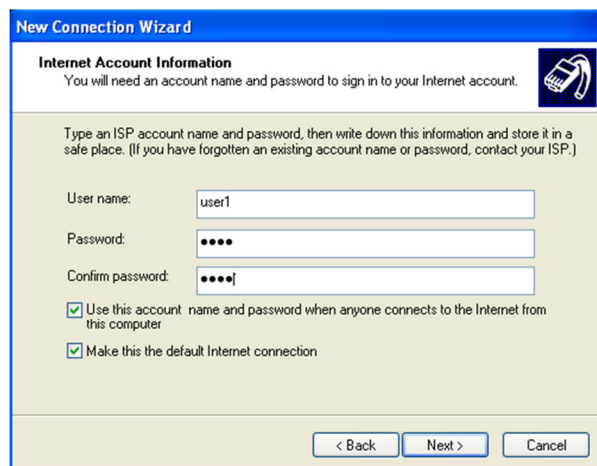 New Connection Wizard
Internet Account Information
You will need an account name and password to sign in to your Internet account.
Type an ISP account name and password, then write down this information and store it in a
safe place. (If you have forgotten an existing account name or password, contact your ISP.)
User name: user1
Password: ••••
Confirm password: ••••
Use this account name and password when anyone connects to the Internet from
this computer
Make this the default Internet connection
< Back Next > Cancel